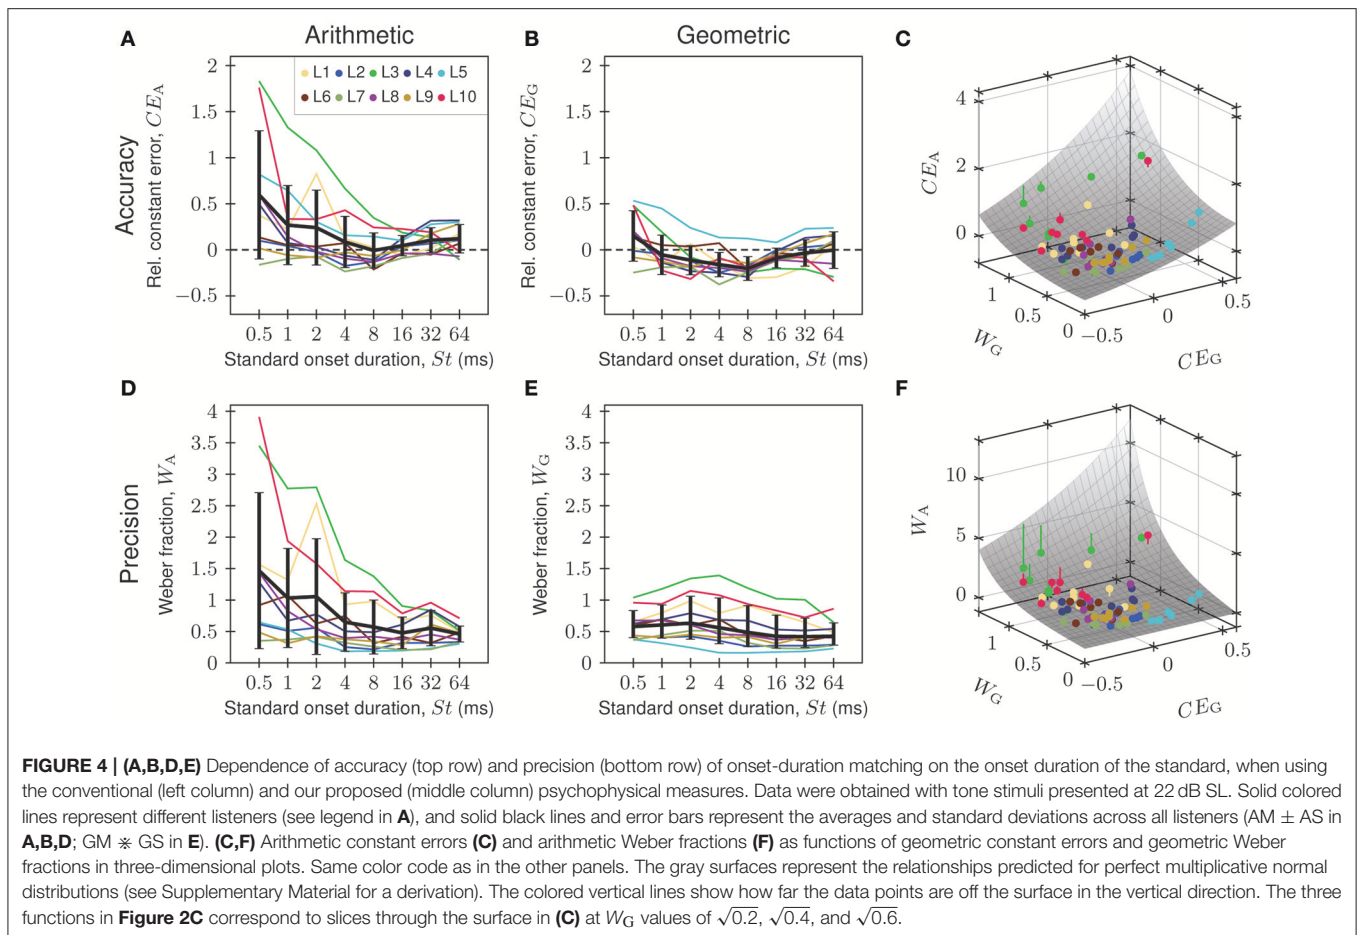 A
Arithmetic
B
Geometric
C
Accuracy
Rel. constant error, CE_A
2
1.5
1
0.5
0
−0.5
L1 L2 L3 L4 L5
L6 L7 L8 L9 L10
0.5 1 2 4 8 16 32 64
Standard onset duration, St (ms)
Rel. constant error, CE_G
2
1.5
1
0.5
0
−0.5
0.5 1 2 4 8 16 32 64
Standard onset duration, St (ms)
CE_A
4
2
0
1
0.5
0
W_G
−0.5
0
0.5
CE_G
D
E
F
Precision
Weber fraction, W_A
4
3.5
3
2.5
2
1.5
1
0.5
0
0.5 1 2 4 8 16 32 64
Standard onset duration, St (ms)
Weber fraction, W_G
4
3.5
3
2.5
2
1.5
1
0.5
0
0.5 1 2 4 8 16 32 64
Standard onset duration, St (ms)
W_A
10
5
0
1
0.5
0
W_G
−0.5
0
0.5
CE_G
FIGURE 4 | (A,B,D,E) Dependence of accuracy (top row) and precision (bottom row) of onset-duration matching on the onset duration of the standard, when using
the conventional (left column) and our proposed (middle column) psychophysical measures. Data were obtained with tone stimuli presented at 22 dB SL. Solid colored
lines represent different listeners (see legend in A), and solid black lines and error bars represent the averages and standard deviations across all listeners (AM ± AS in
A,B,D; GM ⋇ GS in E). (C,F) Arithmetic constant errors (C) and arithmetic Weber fractions (F) as functions of geometric constant errors and geometric Weber
fractions in three-dimensional plots. Same color code as in the other panels. The gray surfaces represent the relationships predicted for perfect multiplicative normal
distributions (see Supplementary Material for a derivation). The colored vertical lines show how far the data points are off the surface in the vertical direction. The three
functions in Figure 2C correspond to slices through the surface in (C) at W_G values of √0.2, √0.4, and √0.6.